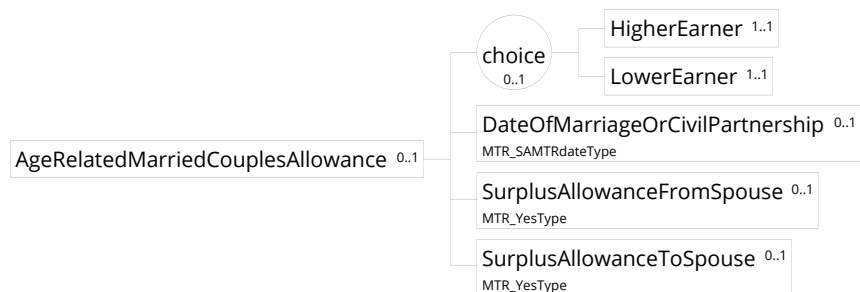 HigherEarner 1..1
choice
0..1
LowerEarner 1..1
DateOfMarriageOrCivilPartnership 0..1
MTR_SAMTRdateType
AgeRelatedMarriedCouplesAllowance 0..1
SurplusAllowanceFromSpouse 0..1
MTR_YesType
SurplusAllowanceToSpouse 0..1
MTR_YesType